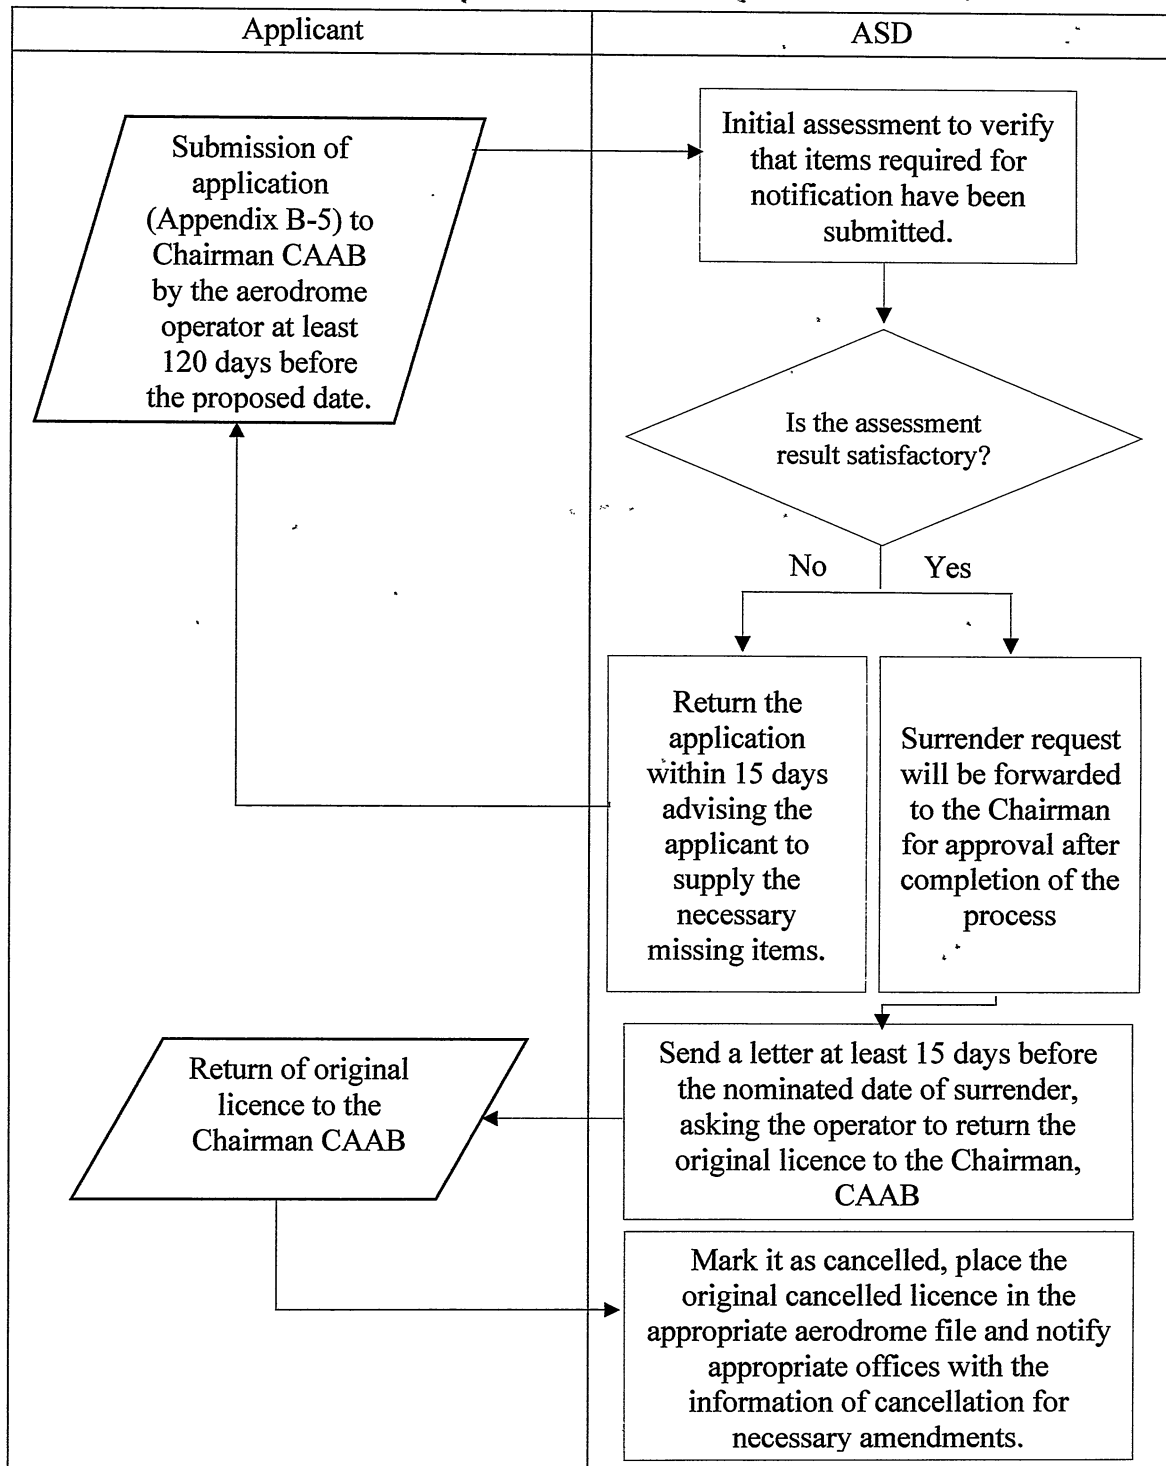 Applicant
ASD
Submission of
application
(Appendix B-5) to
Chairman CAAB
by the aerodrome
operator at least
120 days before
the proposed date.
Initial assessment to verify
that items required for
notification have been
submitted.
Is the assessment
result satisfactory?
No
Yes
Return the
application
within 15 days
advising the
applicant to
supply the
necessary
missing items.
Surrender request
will be forwarded
to the Chairman
for approval after
completion of the
process
Send a letter at least 15 days before
the nominated date of surrender,
asking the operator to return the
original licence to the Chairman,
CAAB
Return of original
licence to the
Chairman CAAB
Mark it as cancelled, place the
original cancelled licence in the
appropriate aerodrome file and notify
appropriate offices with the
information of cancellation for
necessary amendments.